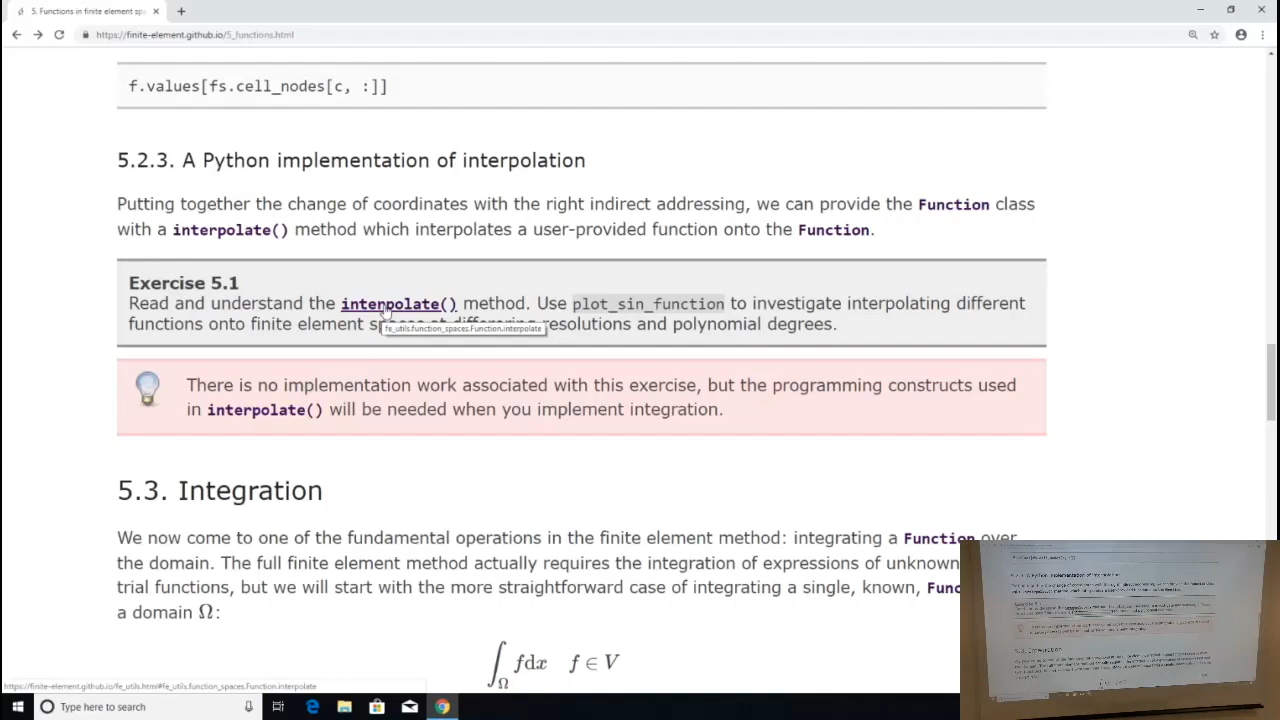 5. Functions in finite element sp
https://finite-element.github.io/5_functions.html
f.values[fs.cell_nodes[c, :]]
5.2.3. A Python implementation of interpolation
Putting together the change of coordinates with the right indirect addressing, we can provide the Function class
with a interpolate() method which interpolates a user-provided function onto the Function.
Exercise 5.1
Read and understand the interpolate() method. Use plot_sin_function to investigate interpolating different
functions onto finite element spaces at differing resolutions and polynomial degrees.
fe_utils.function_spaces.Function.interpolate
There is no implementation work associated with this exercise, but the programming constructs used
in interpolate() will be needed when you implement integration.
5.3. Integration
We now come to one of the fundamental operations in the finite element method: integrating a Function over
the domain. The full finite element method actually requires the integration of expressions of unknown
trial functions, but we will start with the more straightforward case of integrating a single, known, Func
a domain Ω:
∫Ω fdx f ∈ V
https://finite-element.github.io/fe_utils.html#fe_utils.function_spaces.Function.interpolate
Type here to search